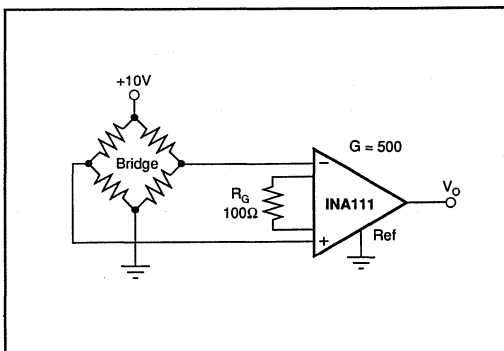 +10V
Bridge
G = 500
−
R_G
100Ω
INA111
+
Ref
V_O